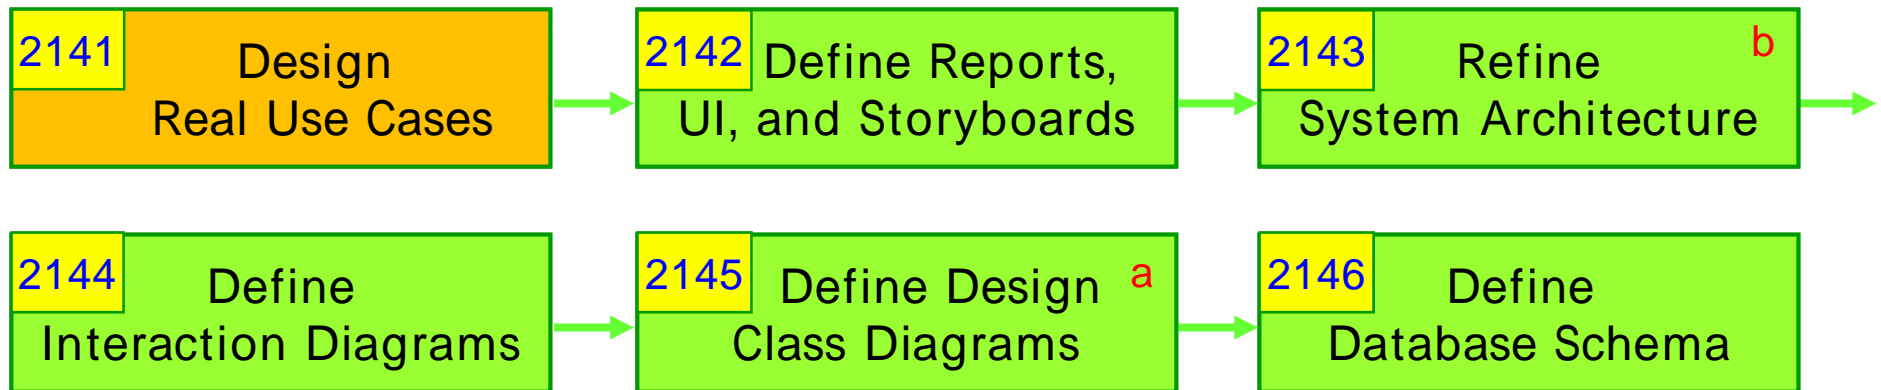 2141
Design
Real Use Cases
2142
Define Reports,
UI, and Storyboards
2143
Refine
b
System Architecture
2144
Define
Interaction Diagrams
2145
Define Design
a
Class Diagrams
2146
Define
Database Schema